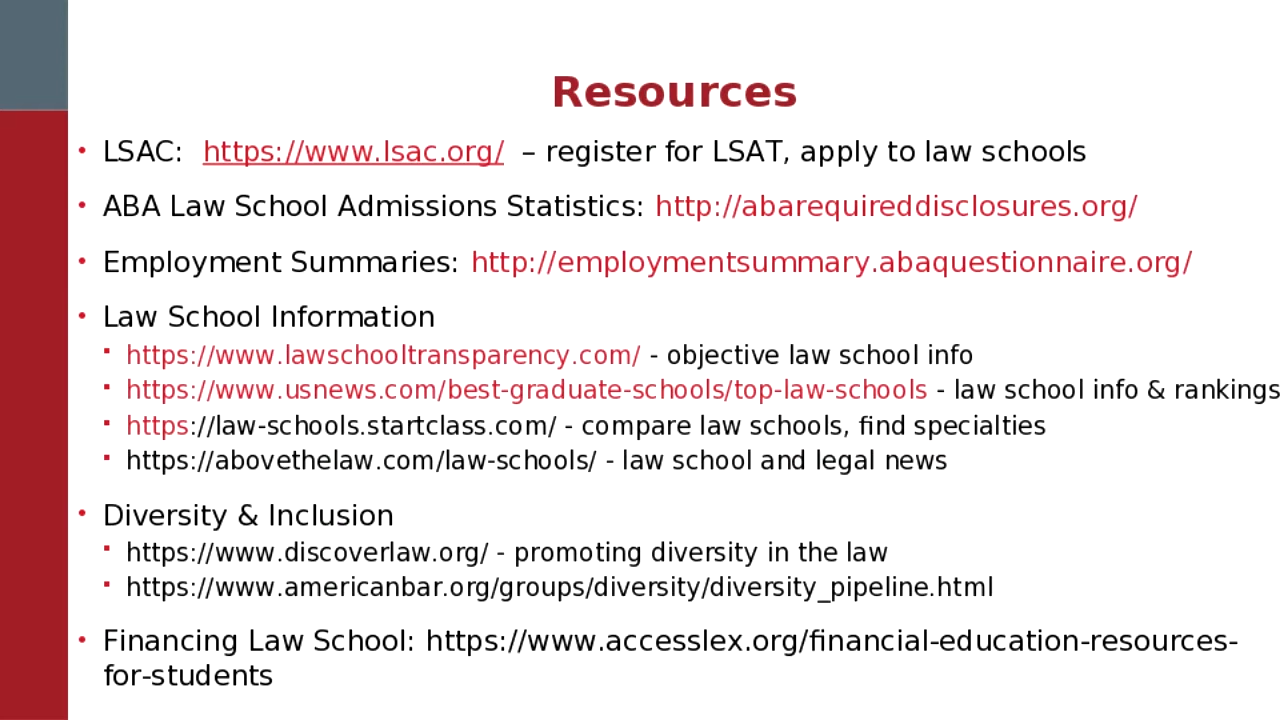 Resources
• LSAC:  https://www.lsac.org/  – register for LSAT, apply to law schools
• ABA Law School Admissions Statistics: http://abarequireddisclosures.org/
• Employment Summaries: http://employmentsummary.abaquestionnaire.org/
• Law School Information
▪ https://www.lawschooltransparency.com/ - objective law school info
▪ https://www.usnews.com/best-graduate-schools/top-law-schools - law school info & rankings
▪ https://law-schools.startclass.com/ - compare law schools, find specialties
▪ https://abovethelaw.com/law-schools/ - law school and legal news
• Diversity & Inclusion
▪ https://www.discoverlaw.org/ - promoting diversity in the law
▪ https://www.americanbar.org/groups/diversity/diversity_pipeline.html
• Financing Law School: https://www.accesslex.org/financial-education-resources-
for-students